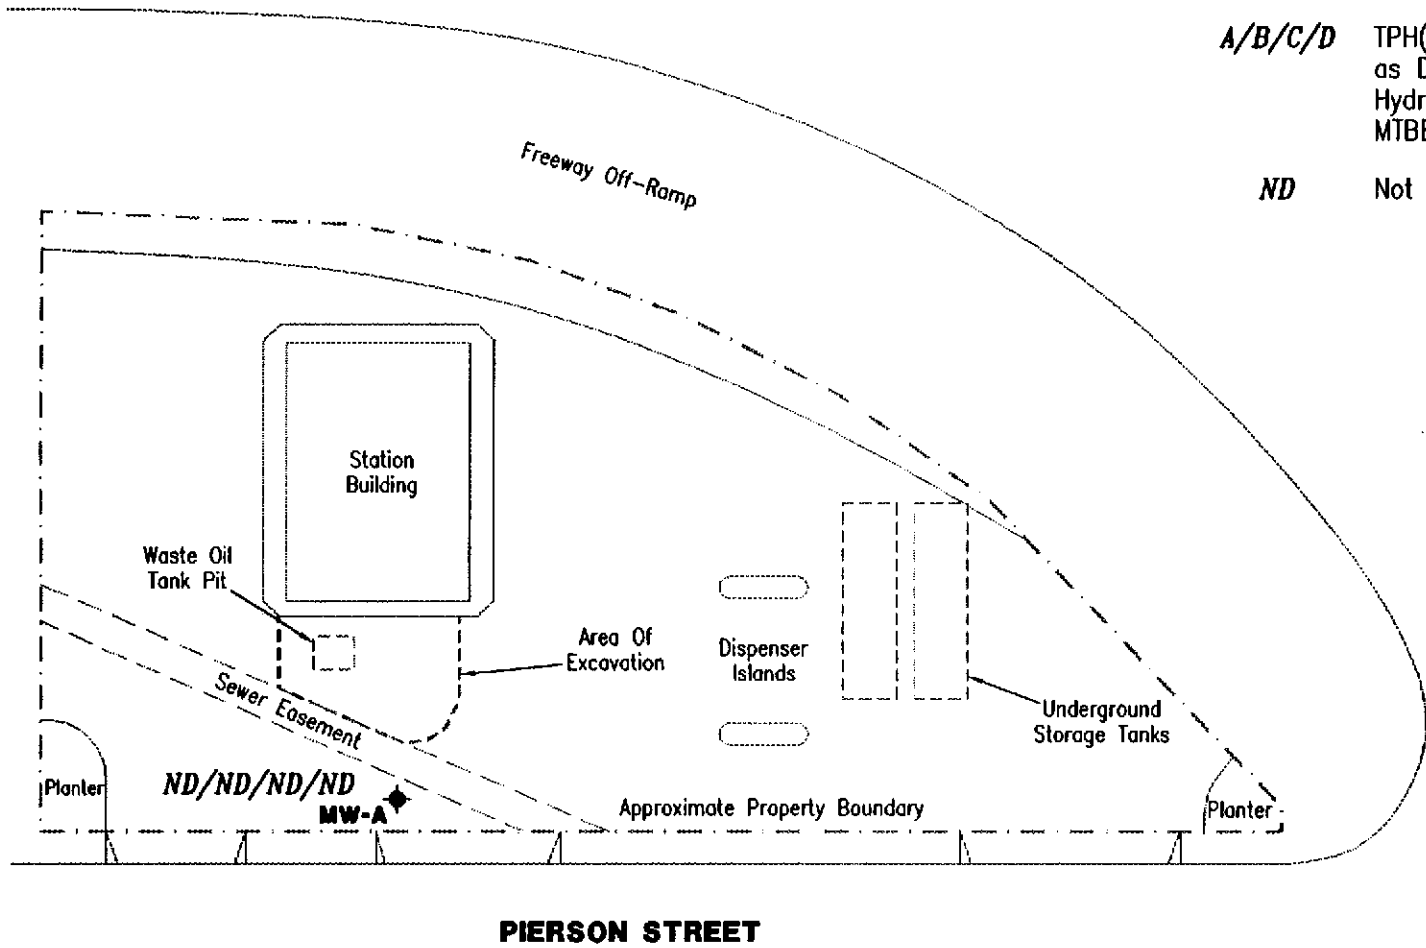 A/B/C/D TPH(
as D
Hydr
MTBE
ND Not
Freeway Off-Ramp
Station
Building
Waste Oil
Tank Pit
Area Of
Excavation
Dispenser
Islands
Sewer Easement
Underground
Storage Tanks
Planter
ND/ND/ND/ND
MW-A
Approximate Property Boundary
Planter
PIERSON STREET